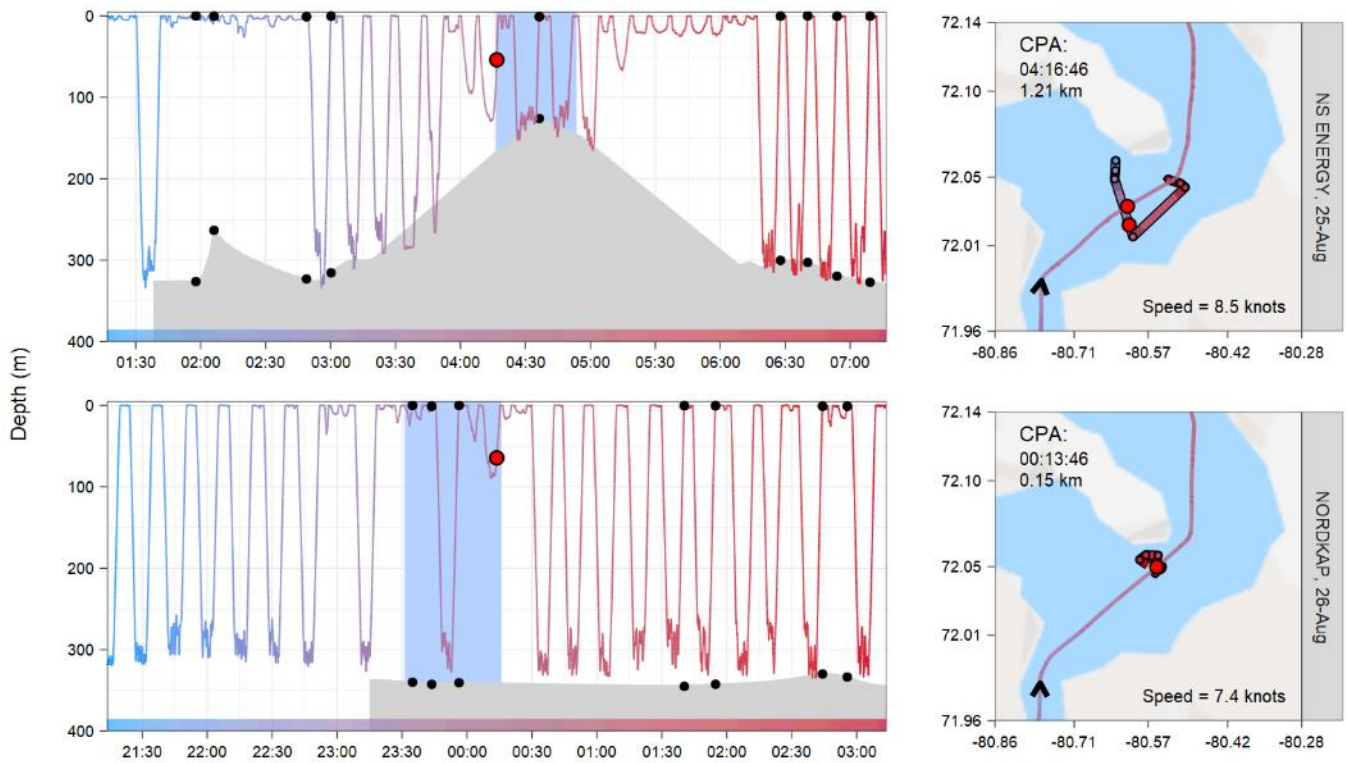 Depth (m)
0
100
200
300
400
01:30 02:00 02:30 03:00 03:30 04:00 04:30 05:00 05:30 06:00 06:30 07:00
72.14
72.10
72.05
72.01
71.96
CPA:
04:16:46
1.21 km
Speed = 8.5 knots
-80.86 -80.71 -80.57 -80.42 -80.28
NS ENERGY, 25-Aug
0
100
200
300
400
21:30 22:00 22:30 23:00 23:30 00:00 00:30 01:00 01:30 02:00 02:30 03:00
72.14
72.10
72.05
72.01
71.96
CPA:
00:13:46
0.15 km
Speed = 7.4 knots
-80.86 -80.71 -80.57 -80.42 -80.28
NORDKAP, 26-Aug